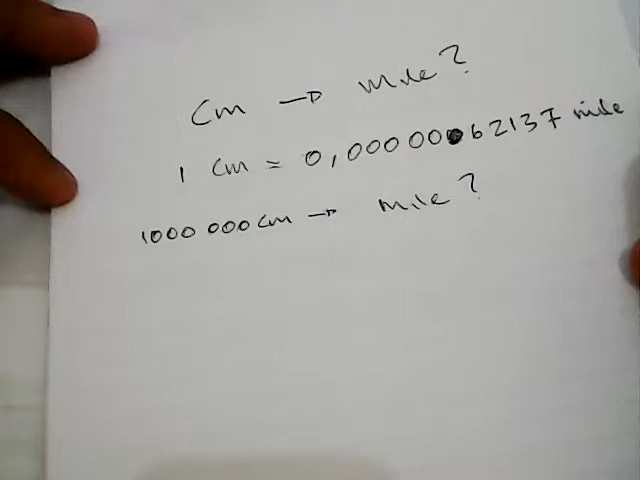 Cm → mile?
1 Cm = 0,0000062137 mile
1000 000 cm → mile?